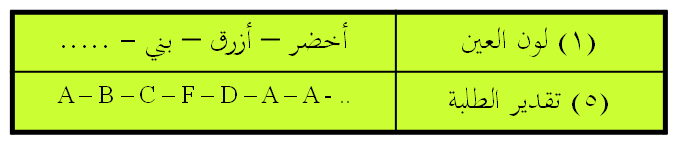 (١) لون العين أخضر – أزرق – بني – .....
(٥) تقدير الطلبة A – B – C – F – D – A – A - ..